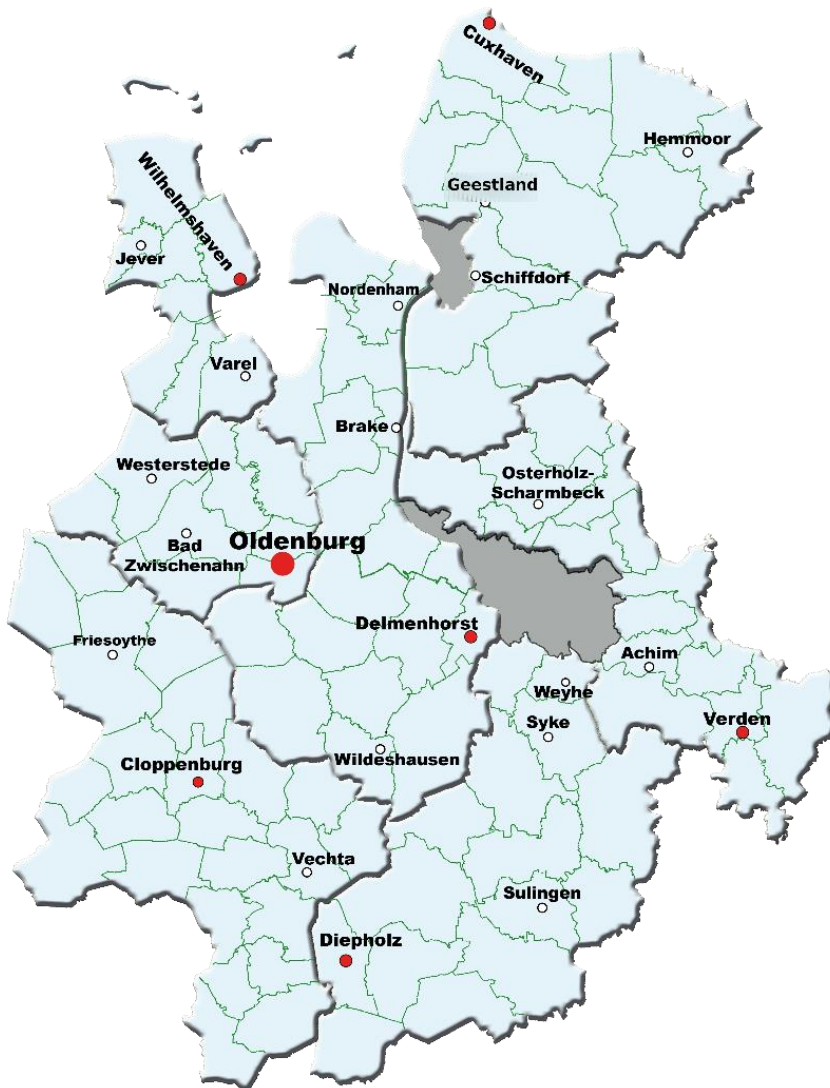 Cuxhaven
Hemmoor
Wilhelmshaven
Geestland
Jever
Schiffdorf
Nordenham
Varel
Brake
Westerstede
Osterholz-
Scharmbeck
Oldenburg
Bad
Zwischenahn
Delmenhorst
Friesoythe
Achim
Weyhe
Verden
Syke
Wildeshausen
Cloppenburg
Vechta
Sulingen
Diepholz